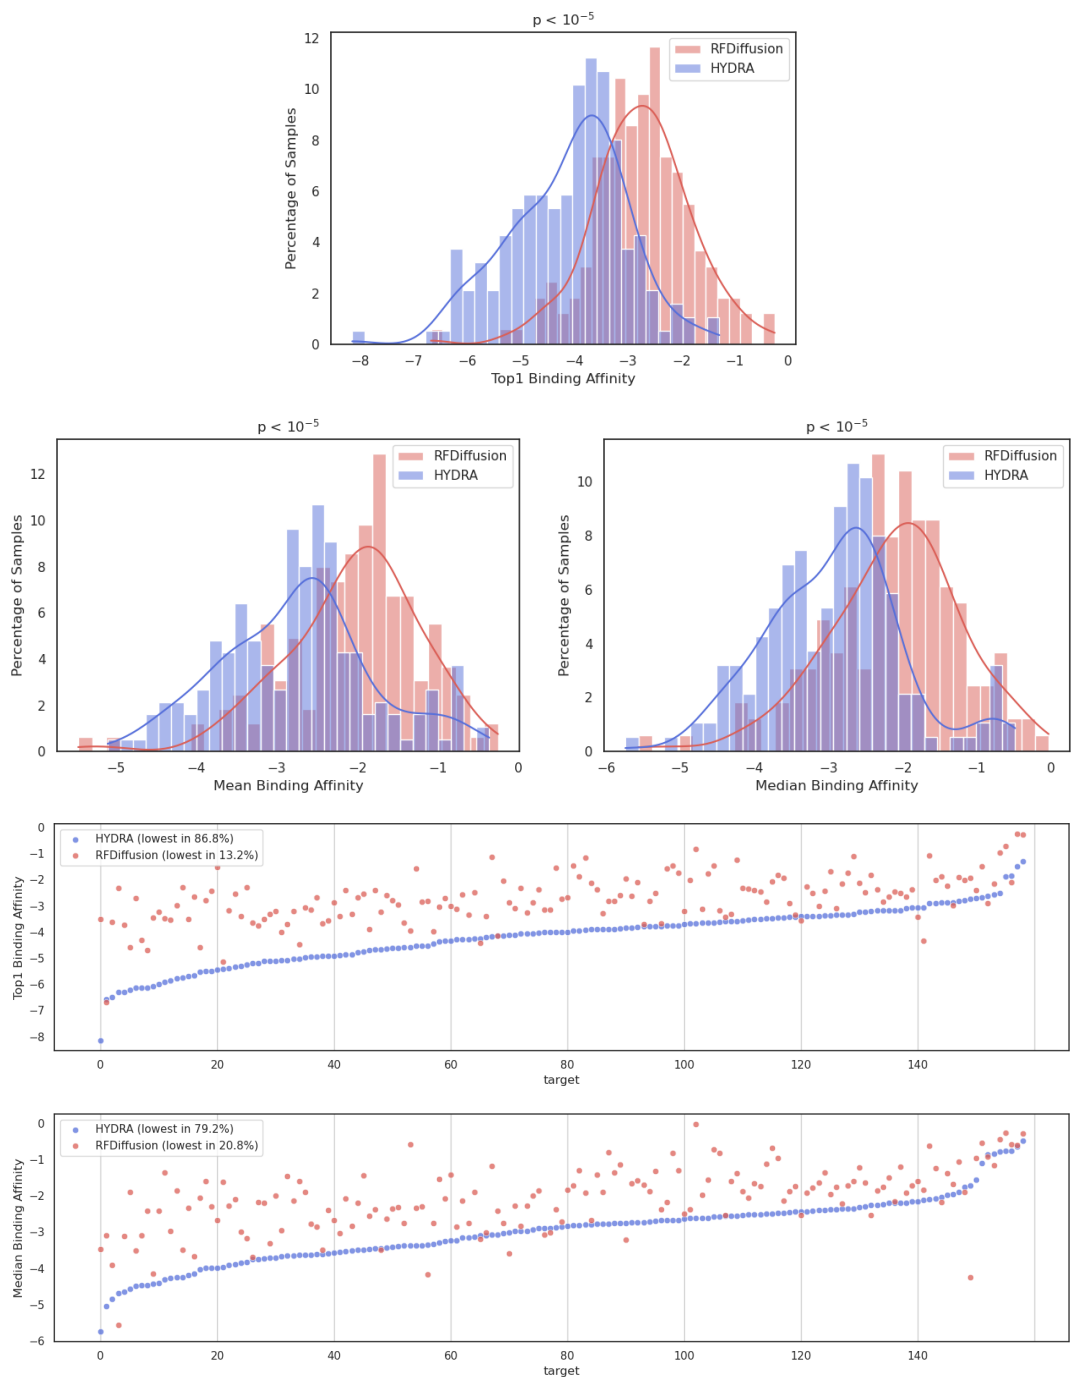 p < 10⁻⁵
RFDiffusion
HYDRA
Percentage of Samples
12
10
8
6
4
2
0
−8 −7 −6 −5 −4 −3 −2 −1 0
Top1 Binding Affinity
p < 10⁻⁵
RFDiffusion
HYDRA
Percentage of Samples
12
10
8
6
4
2
0
−5 −4 −3 −2 −1 0
Mean Binding Affinity
p < 10⁻⁵
RFDiffusion
HYDRA
Percentage of Samples
10
8
6
4
2
0
−6 −5 −4 −3 −2 −1 0
Median Binding Affinity
HYDRA (lowest in 86.8%)
RFDiffusion (lowest in 13.2%)
Top1 Binding Affinity
0
−1
−2
−3
−4
−5
−6
−7
−8
0 20 40 60 80 100 120 140
target
HYDRA (lowest in 79.2%)
RFDiffusion (lowest in 20.8%)
Median Binding Affinity
0
−1
−2
−3
−4
−5
−6
0 20 40 60 80 100 120 140
target